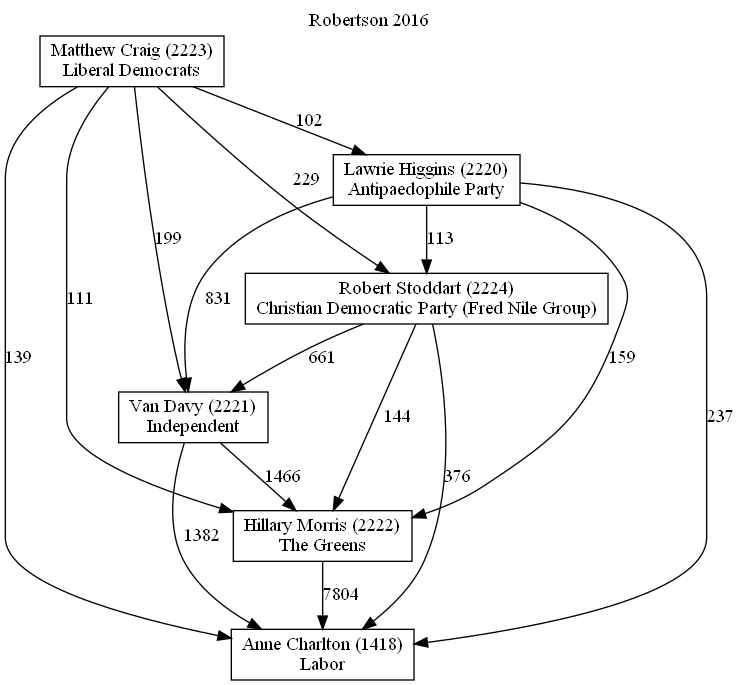 Robertson 2016
Matthew Craig (2223)
Liberal Democrats
102
Lawrie Higgins (2220)
Antipaedophile Party
229
199
113
Robert Stoddart (2224)
Christian Democratic Party (Fred Nile Group)
111
831
139
661
159
Van Davy (2221)
Independent
144
237
1466
376
Hillary Morris (2222)
The Greens
1382
7804
Anne Charlton (1418)
Labor